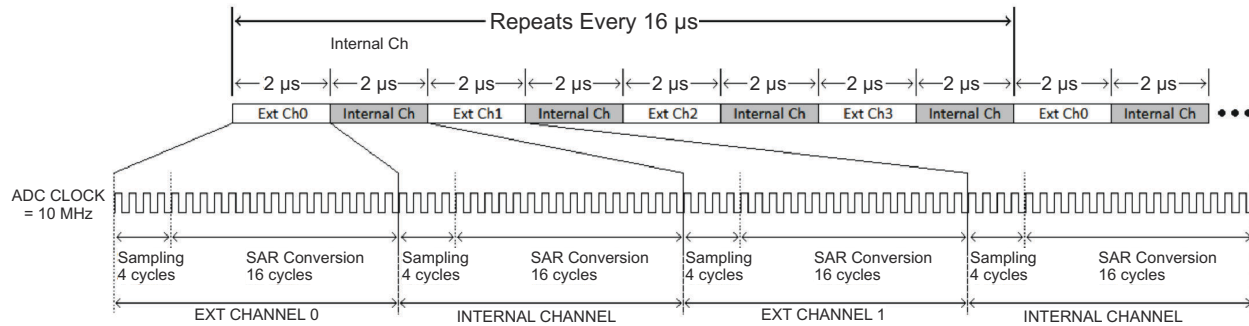 Repeats Every 16 µs
Internal Ch
2 µs 2 µs 2 µs 2 µs 2 µs 2 µs 2 µs 2 µs 2 µs 2 µs
Ext Ch0 Internal Ch Ext Ch1 Internal Ch Ext Ch2 Internal Ch Ext Ch3 Internal Ch Ext Ch0 Internal Ch
ADC CLOCK
= 10 MHz
Sampling SAR Conversion Sampling SAR Conversion Sampling SAR Conversion Sampling SAR Conversion
4 cycles 16 cycles 4 cycles 16 cycles 4 cycles 16 cycles 4 cycles 16 cycles
EXT CHANNEL 0 INTERNAL CHANNEL EXT CHANNEL 1 INTERNAL CHANNEL